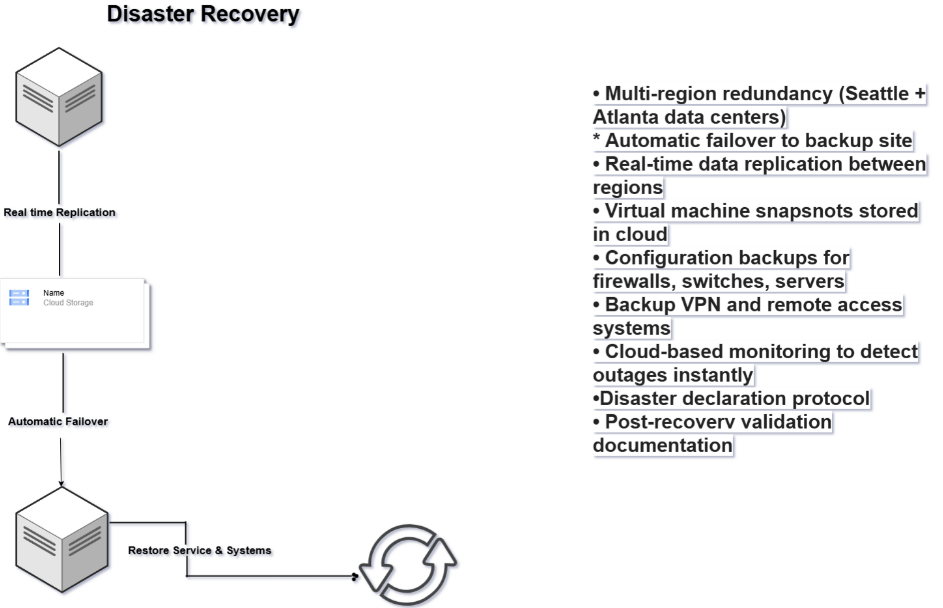 Disaster Recovery
Real time Replication
Name
Cloud Storage
Automatic Failover
Restore Service & Systems
• Multi-region redundancy (Seattle +
Atlanta data centers)
* Automatic failover to backup site
• Real-time data replication between
regions
• Virtual machine snapsnots stored
in cloud
• Configuration backups for
firewalls, switches, servers
• Backup VPN and remote access
systems
• Cloud-based monitoring to detect
outages instantly
•Disaster declaration protocol
• Post-recoverv validation
documentation